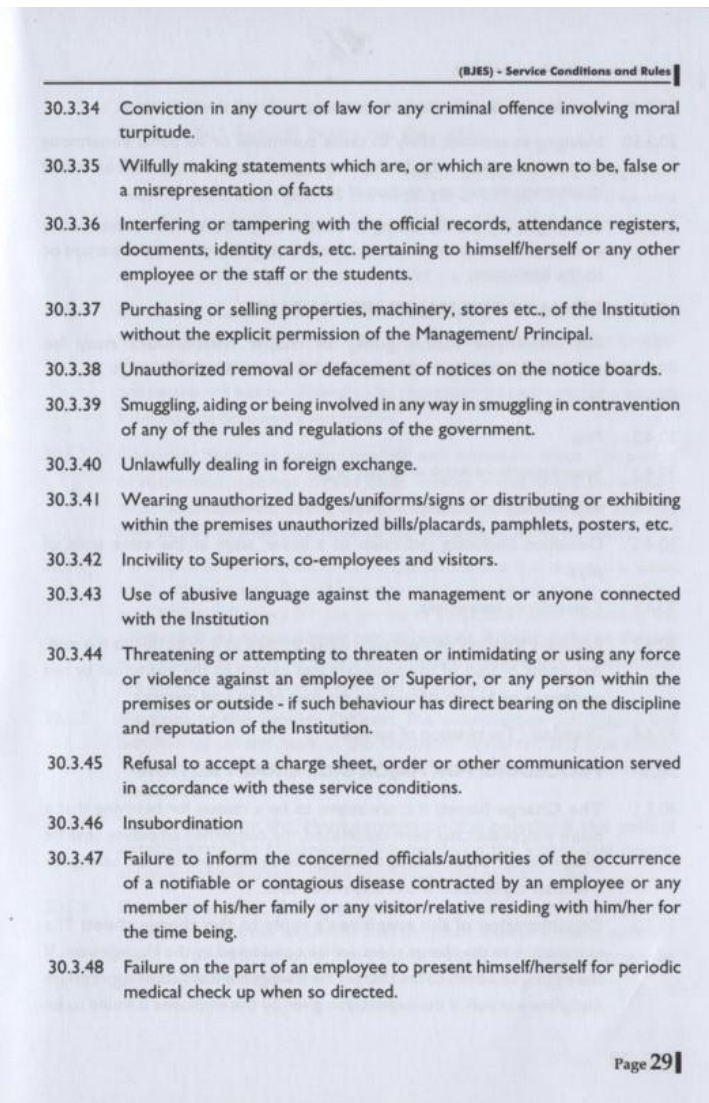 (BJES) - Service Conditions and Rules
30.3.34 Conviction in any court of law for any criminal offence involving moral
turpitude.
30.3.35 Wilfully making statements which are, or which are known to be, false or
a misrepresentation of facts
30.3.36 Interfering or tampering with the official records, attendance registers,
documents, identity cards, etc. pertaining to himself/herself or any other
employee or the staff or the students.
30.3.37 Purchasing or selling properties, machinery, stores etc., of the Institution
without the explicit permission of the Management/ Principal.
30.3.38 Unauthorized removal or defacement of notices on the notice boards.
30.3.39 Smuggling, aiding or being involved in any way in smuggling in contravention
of any of the rules and regulations of the government.
30.3.40 Unlawfully dealing in foreign exchange.
30.3.41 Wearing unauthorized badges/uniforms/signs or distributing or exhibiting
within the premises unauthorized bills/placards, pamphlets, posters, etc.
30.3.42 Incivility to Superiors, co-employees and visitors.
30.3.43 Use of abusive language against the management or anyone connected
with the Institution
30.3.44 Threatening or attempting to threaten or intimidating or using any force
or violence against an employee or Superior, or any person within the
premises or outside - if such behaviour has direct bearing on the discipline
and reputation of the Institution.
30.3.45 Refusal to accept a charge sheet, order or other communication served
in accordance with these service conditions.
30.3.46 Insubordination
30.3.47 Failure to inform the concerned officials/authorities of the occurrence
of a notifiable or contagious disease contracted by an employee or any
member of his/her family or any visitor/relative residing with him/her for
the time being.
30.3.48 Failure on the part of an employee to present himself/herself for periodic
medical check up when so directed.
Page 29